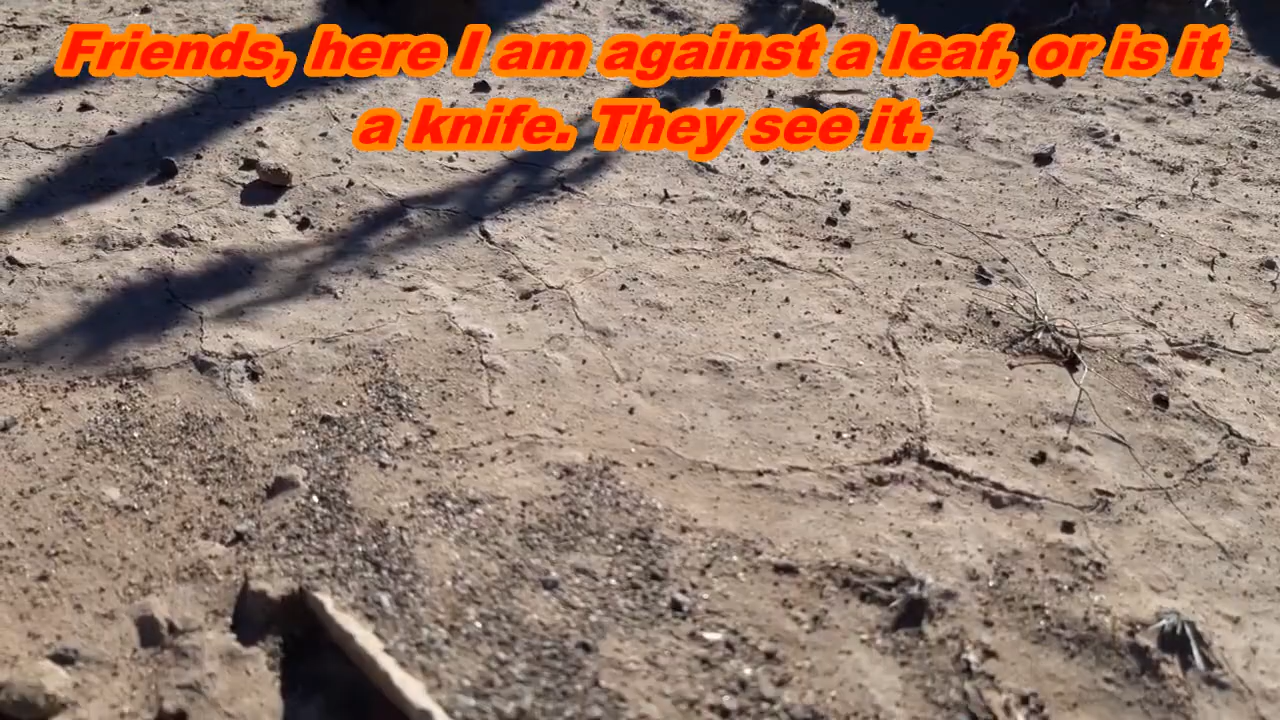 Friends, here I am against a leaf, or is it
a knife. They see it.